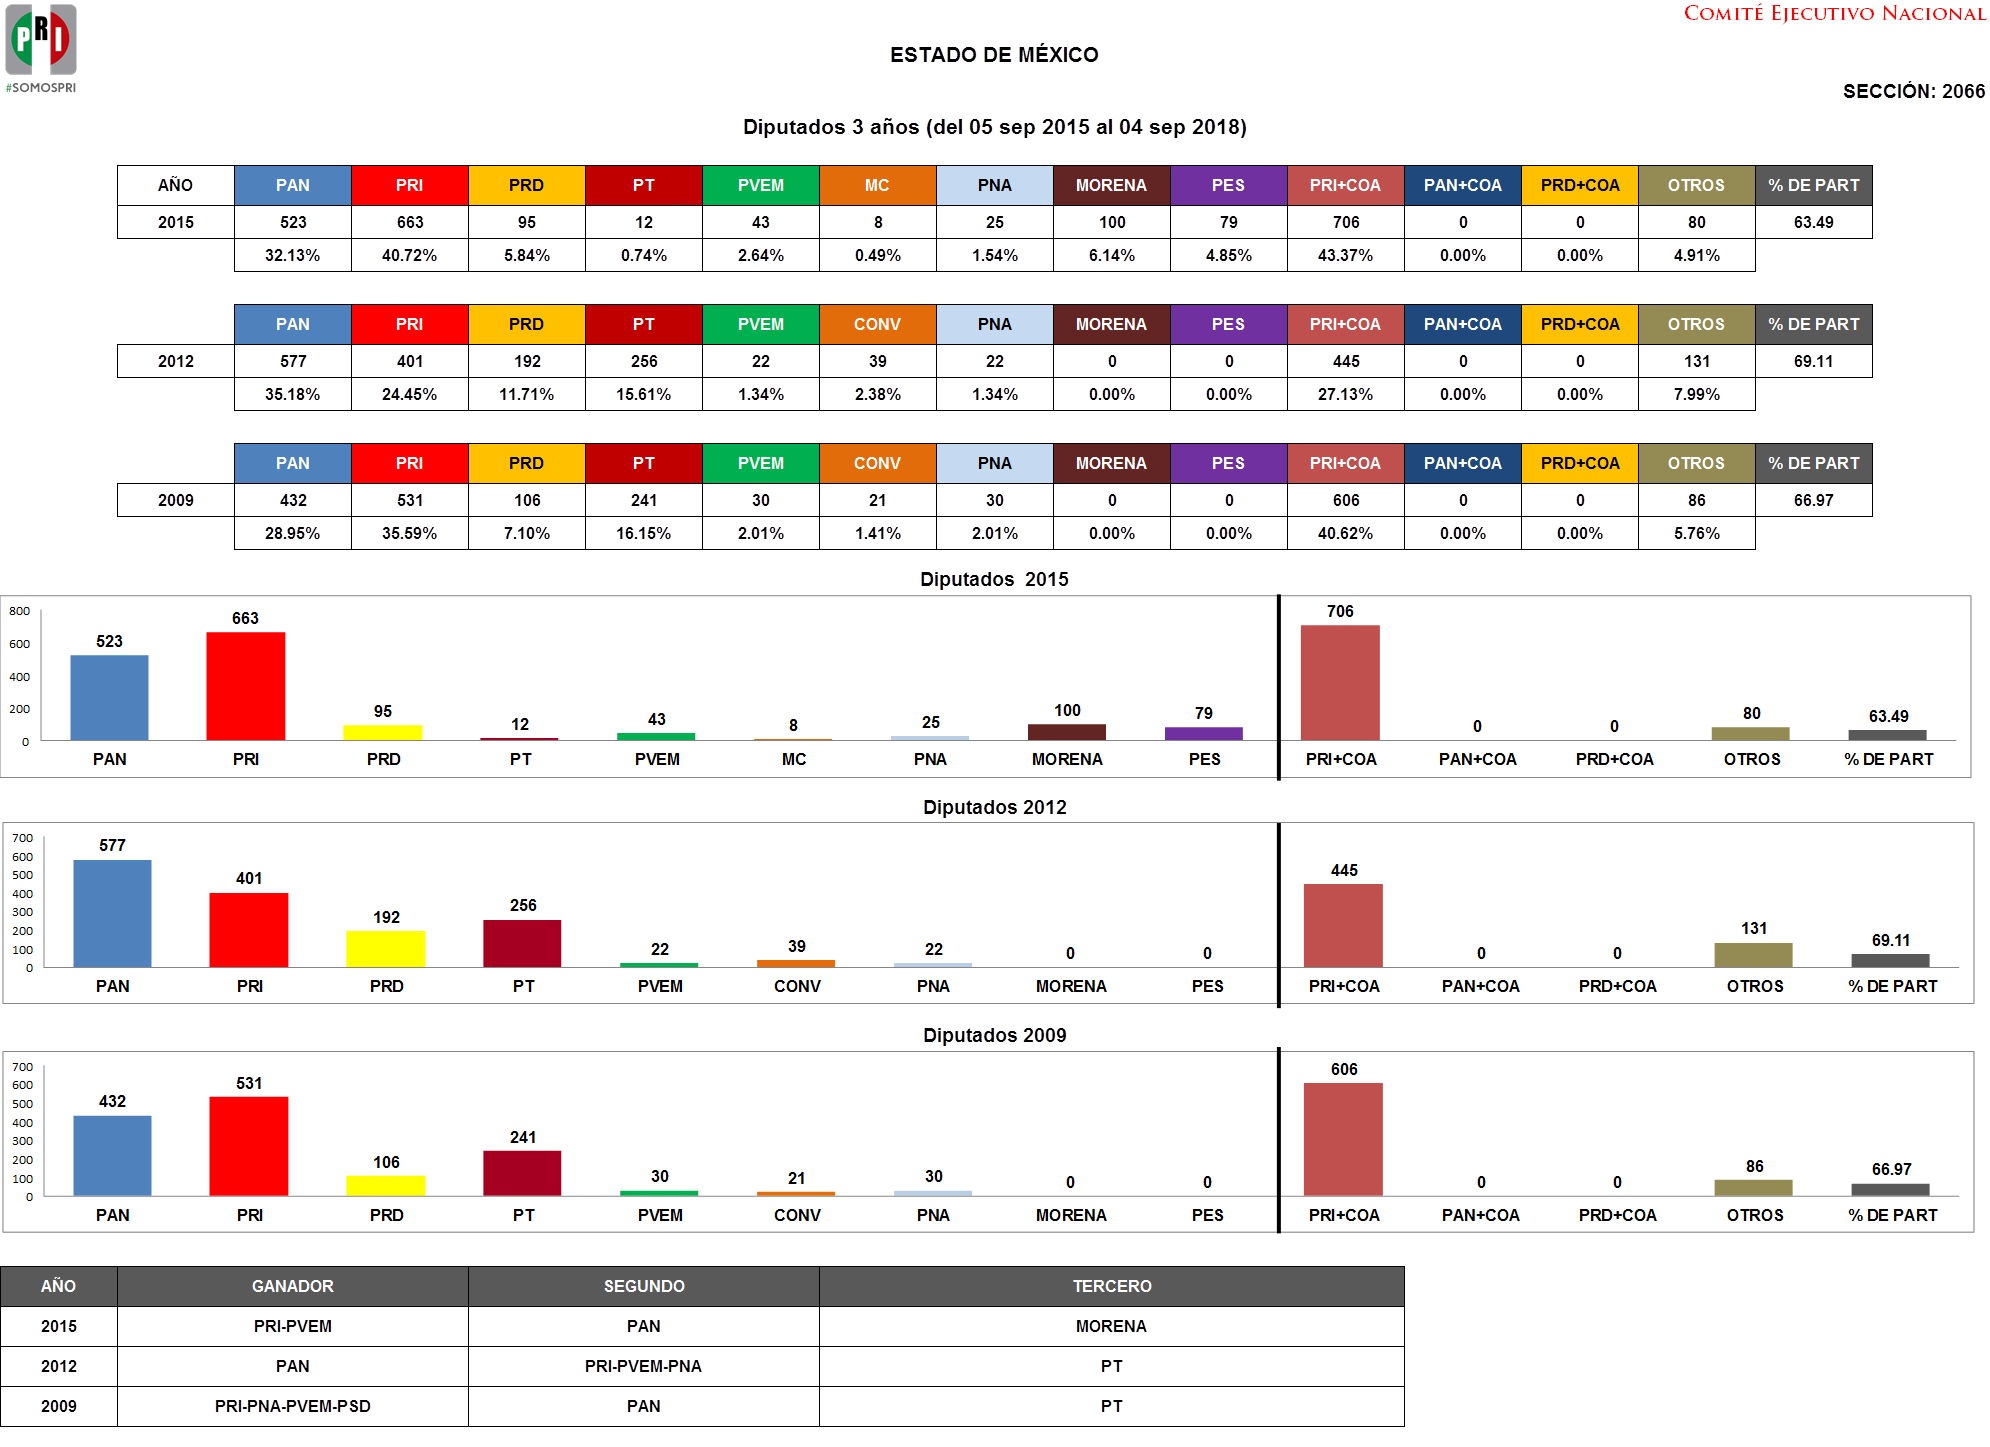 PRI
#SOMOSPRI
COMITÉ EJECUTIVO NACIONAL
ESTADO DE MÉXICO
SECCIÓN: 2066
Diputados 3 años (del 05 sep 2015 al 04 sep 2018)
AÑO PAN PRI PRD PT PVEM MC PNA MORENA PES PRI+COA PAN+COA PRD+COA OTROS % DE PART
2015 523 663 95 12 43 8 25 100 79 706 0 0 80 63.49
32.13% 40.72% 5.84% 0.74% 2.64% 0.49% 1.54% 6.14% 4.85% 43.37% 0.00% 0.00% 4.91%
PAN PRI PRD PT PVEM CONV PNA MORENA PES PRI+COA PAN+COA PRD+COA OTROS % DE PART
2012 577 401 192 256 22 39 22 0 0 445 0 0 131 69.11
35.18% 24.45% 11.71% 15.61% 1.34% 2.38% 1.34% 0.00% 0.00% 27.13% 0.00% 0.00% 7.99%
PAN PRI PRD PT PVEM CONV PNA MORENA PES PRI+COA PAN+COA PRD+COA OTROS % DE PART
2009 432 531 106 241 30 21 30 0 0 606 0 0 86 66.97
28.95% 35.59% 7.10% 16.15% 2.01% 1.41% 2.01% 0.00% 0.00% 40.62% 0.00% 0.00% 5.76%
Diputados 2015
800
600
400
200
0
523 663 95 12 43 8 25 100 79 706 0 0 80 63.49
PAN PRI PRD PT PVEM MC PNA MORENA PES PRI+COA PAN+COA PRD+COA OTROS % DE PART
Diputados 2012
700
600
500
400
300
200
100
0
577 401 192 256 22 39 22 0 0 445 0 0 131 69.11
PAN PRI PRD PT PVEM CONV PNA MORENA PES PRI+COA PAN+COA PRD+COA OTROS % DE PART
Diputados 2009
700
600
500
400
300
200
100
0
432 531 106 241 30 21 30 0 0 606 0 0 86 66.97
PAN PRI PRD PT PVEM CONV PNA MORENA PES PRI+COA PAN+COA PRD+COA OTROS % DE PART
AÑO GANADOR SEGUNDO TERCERO
2015 PRI-PVEM PAN MORENA
2012 PAN PRI-PVEM-PNA PT
2009 PRI-PNA-PVEM-PSD PAN PT